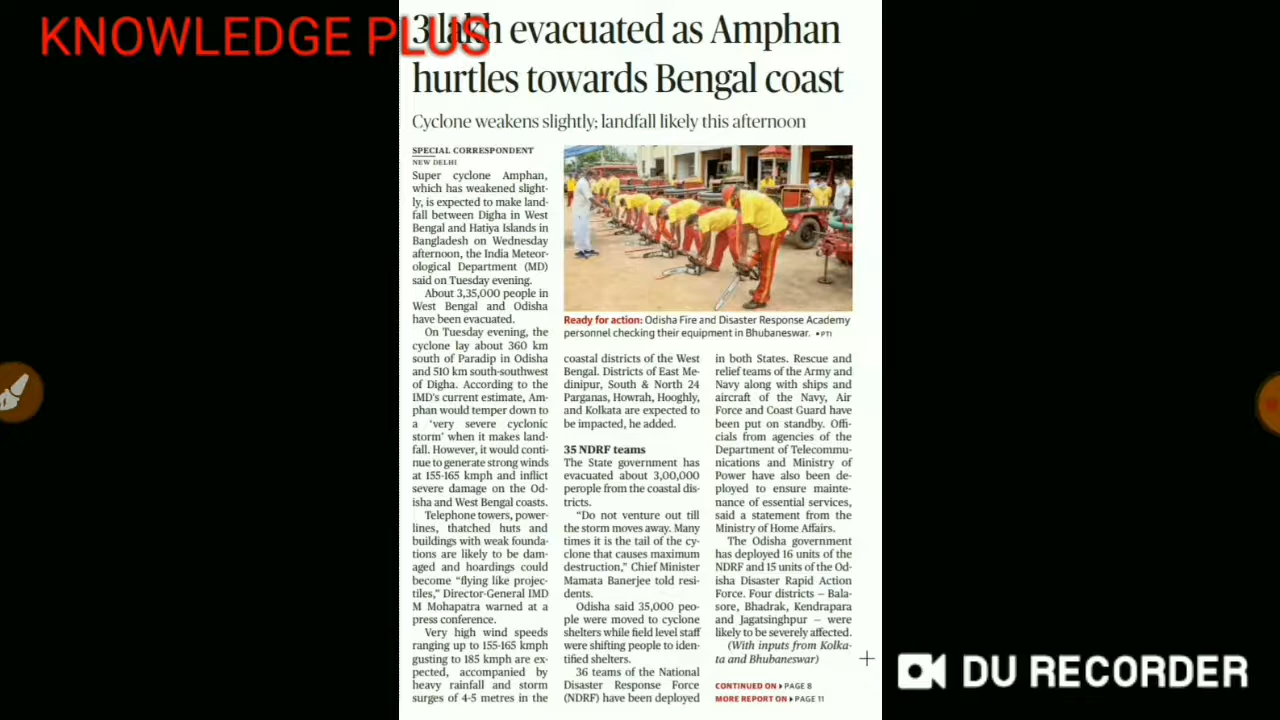 KNOWLEDGE PLUS
3 lakh evacuated as Amphan
hurtles towards Bengal coast
Cyclone weakens slightly; landfall likely this afternoon
SPECIAL CORRESPONDENT
NEW DELHI
Super cyclone Amphan,
which has weakened slight-
ly, is expected to make land-
fall between Digha in West
Bengal and Hatiya Islands in
Bangladesh on Wednesday
afternoon, the India Meteor-
ological Department (MD)
said on Tuesday evening.
About 3,35,000 people in
West Bengal and Odisha
have been evacuated.
On Tuesday evening, the
cyclone lay about 360 km
south of Paradip in Odisha
and 510 km south-southwest
of Digha. According to the
IMD's current estimate, Am-
phan would temper down to
a 'very severe cyclonic
storm' when it makes land-
fall. However, it would conti-
nue to generate strong winds
at 155-165 kmph and inflict
severe damage on the Od-
isha and West Bengal coasts.
Telephone towers, power-
lines, thatched huts and
buildings with weak founda-
tions are likely to be dam-
aged and hoardings could
become "flying like projec-
tiles," Director-General IMD
M Mohapatra warned at a
press conference.
Very high wind speeds
ranging up to 155-165 kmph
gusting to 185 kmph are ex-
pected, accompanied by
heavy rainfall and storm
surges of 4-5 metres in the
Ready for action: Odisha Fire and Disaster Response Academy
personnel checking their equipment in Bhubaneswar. • PTI
coastal districts of the West
Bengal. Districts of East Me-
dinipur, South & North 24
Parganas, Howrah, Hooghly,
and Kolkata are expected to
be impacted, he added.
35 NDRF teams
The State government has
evacuated about 3,00,000
perople from the coastal dis-
tricts.
"Do not venture out till
the storm moves away. Many
times it is the tail of the cy-
clone that causes maximum
destruction," Chief Minister
Mamata Banerjee told resi-
dents.
Odisha said 35,000 peo-
ple were moved to cyclone
shelters while field level staff
were shifting people to iden-
tified shelters.
36 teams of the National
Disaster Response Force
(NDRF) have been deployed
in both States. Rescue and
relief teams of the Army and
Navy along with ships and
aircraft of the Navy, Air
Force and Coast Guard have
been put on standby. Offi-
cials from agencies of the
Department of Telecommu-
nications and Ministry of
Power have also been de-
ployed to ensure mainte-
nance of essential services,
said a statement from the
Ministry of Home Affairs.
The Odisha government
has deployed 16 units of the
NDRF and 15 units of the Od-
isha Disaster Rapid Action
Force. Four districts – Bala-
sore, Bhadrak, Kendrapara
and Jagatsinghpur – were
likely to be severely affected.
(With inputs from Kolka-
ta and Bhubaneswar)
CONTINUED ON PAGE 8
MORE REPORT ON PAGE 11
DU RECORDER